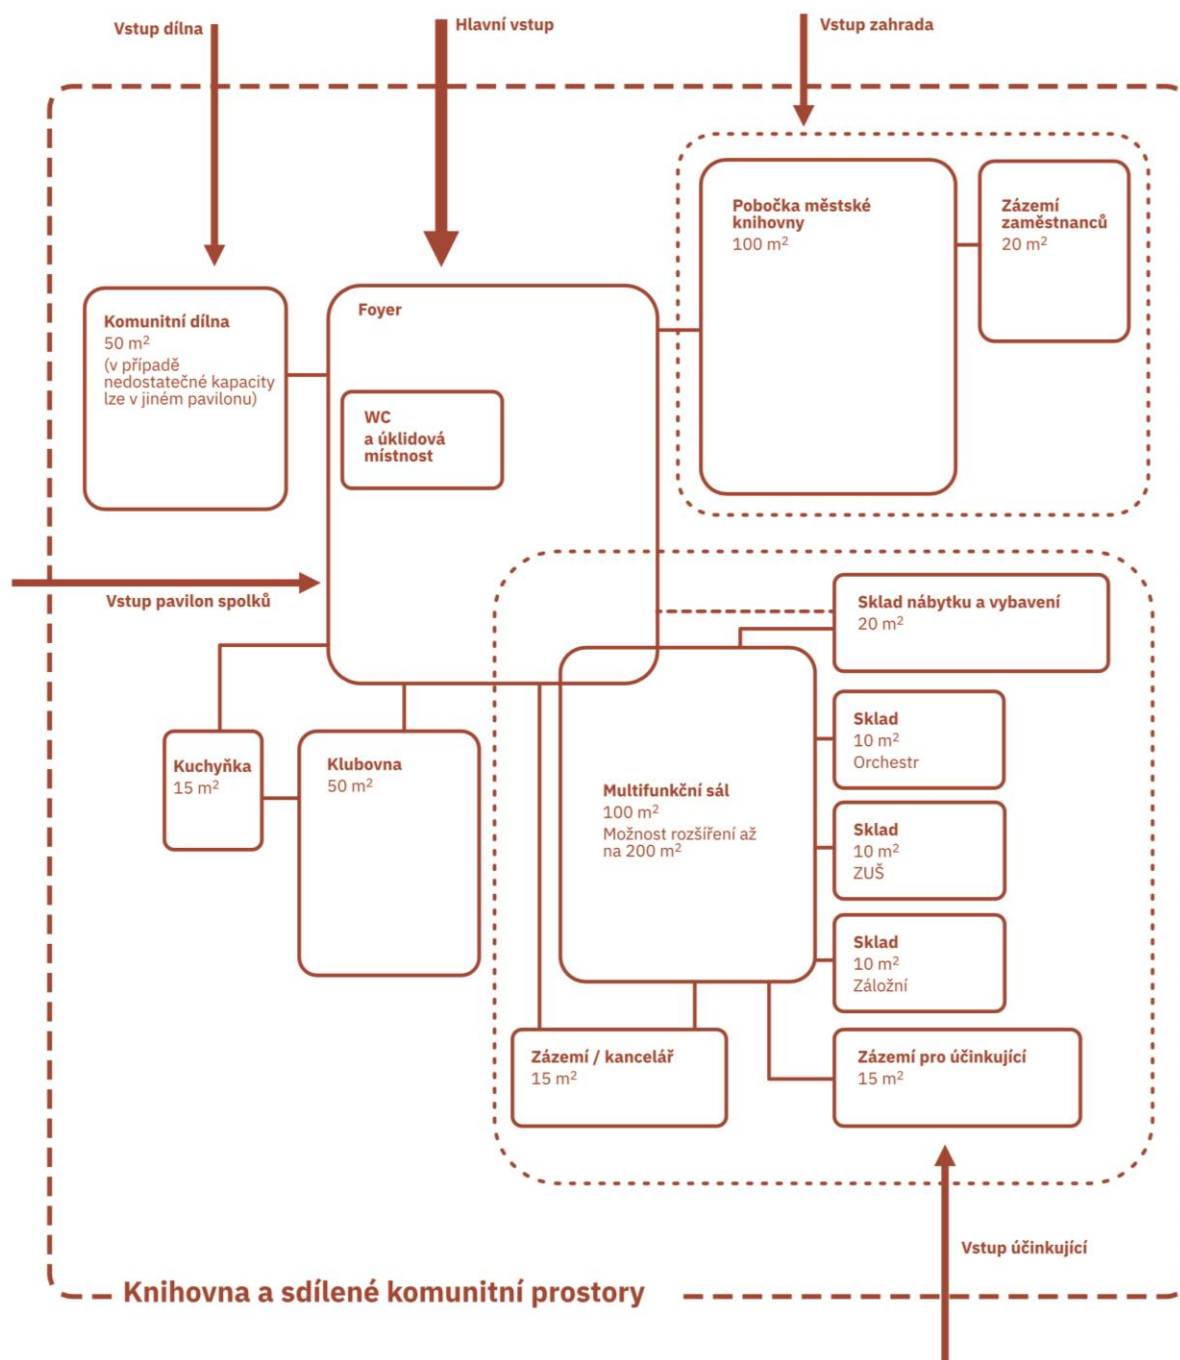 Vstup dílna
Hlavní vstup
Vstup zahrada
Pobočka městské
knihovny
100 m²
Zázemí
zaměstnanců
20 m²
Foyer
Komunitní dílna
50 m²
(v případě
nedostatečné kapacity
lze v jiném pavilonu)
WC
a úklidová
místnost
Vstup pavilon spolků
Sklad nábytku a vybavení
20 m²
Sklad
10 m²
Orchestr
Kuchyňka
15 m²
Klubovna
50 m²
Multifunkční sál
100 m²
Možnost rozšíření až
na 200 m²
Sklad
10 m²
ZUŠ
Sklad
10 m²
Záložní
Zázemí / kancelář
15 m²
Zázemí pro účinkující
15 m²
Vstup účinkující
Knihovna a sdílené komunitní prostory